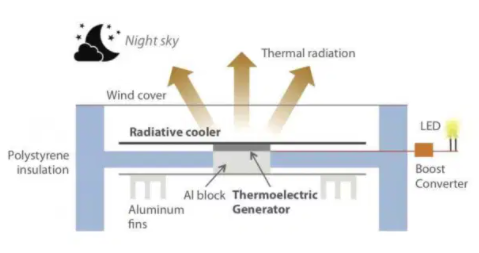 Night sky
Thermal radiation
Wind cover
LED
Radiative cooler
Polystyrene
insulation
Boost
Converter
Al block
Thermoelectric
Generator
Aluminum
fins